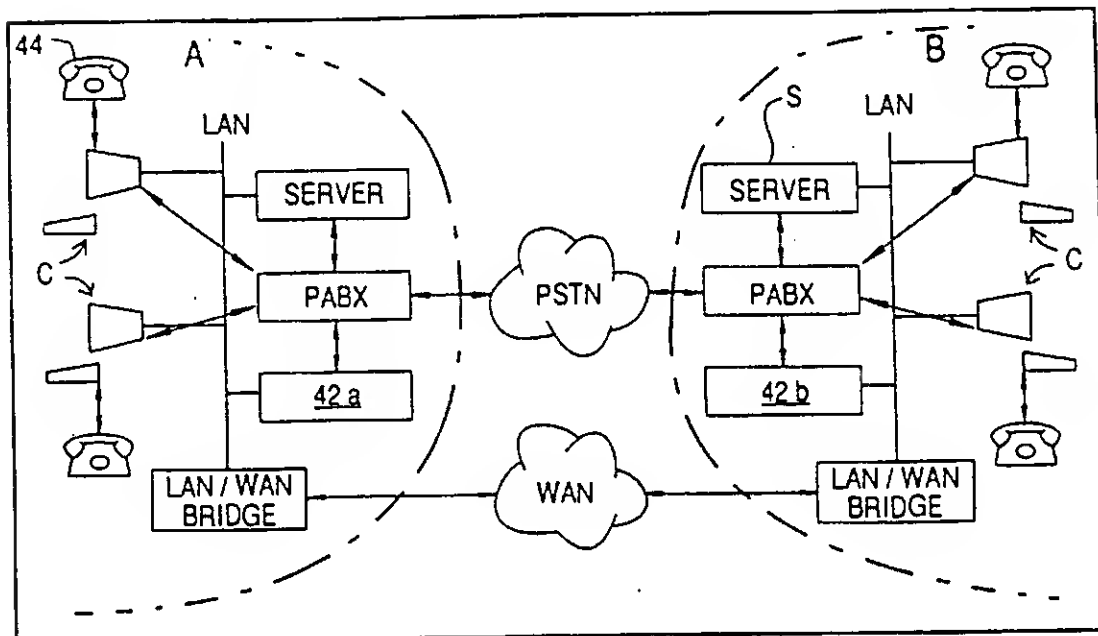 44
A
B
LAN
LAN
S
SERVER
SERVER
C
C
PABX
PSTN
PABX
42 a
42 b
LAN / WAN
BRIDGE
WAN
LAN / WAN
BRIDGE